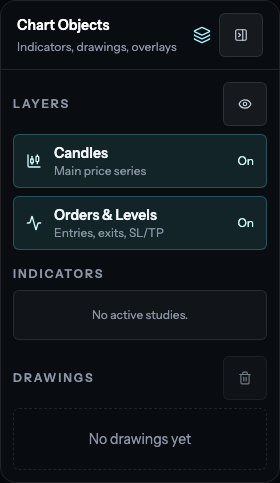 Chart Objects
Indicators, drawings, overlays
LAYERS
Candles
Main price series
On
Orders & Levels
Entries, exits, SL/TP
On
INDICATORS
No active studies.
DRAWINGS
No drawings yet